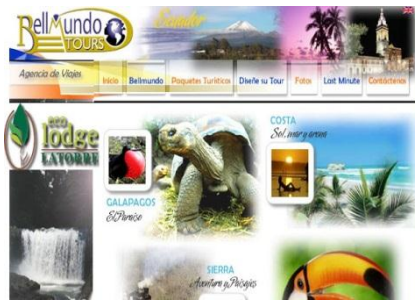 BellMundo
TOURS
Ecuador
Agencia de Viajes
Inicio
Bellmundo
Paquetes Turísticos
Diseñe su Tour
Fotos
Last Minute
Contáctenos
eco
lodge
LATORRE
COSTA
Sol, mar y arena
GALAPAGOS
El Paraíso
SIERRA
Aventura y Paisajes